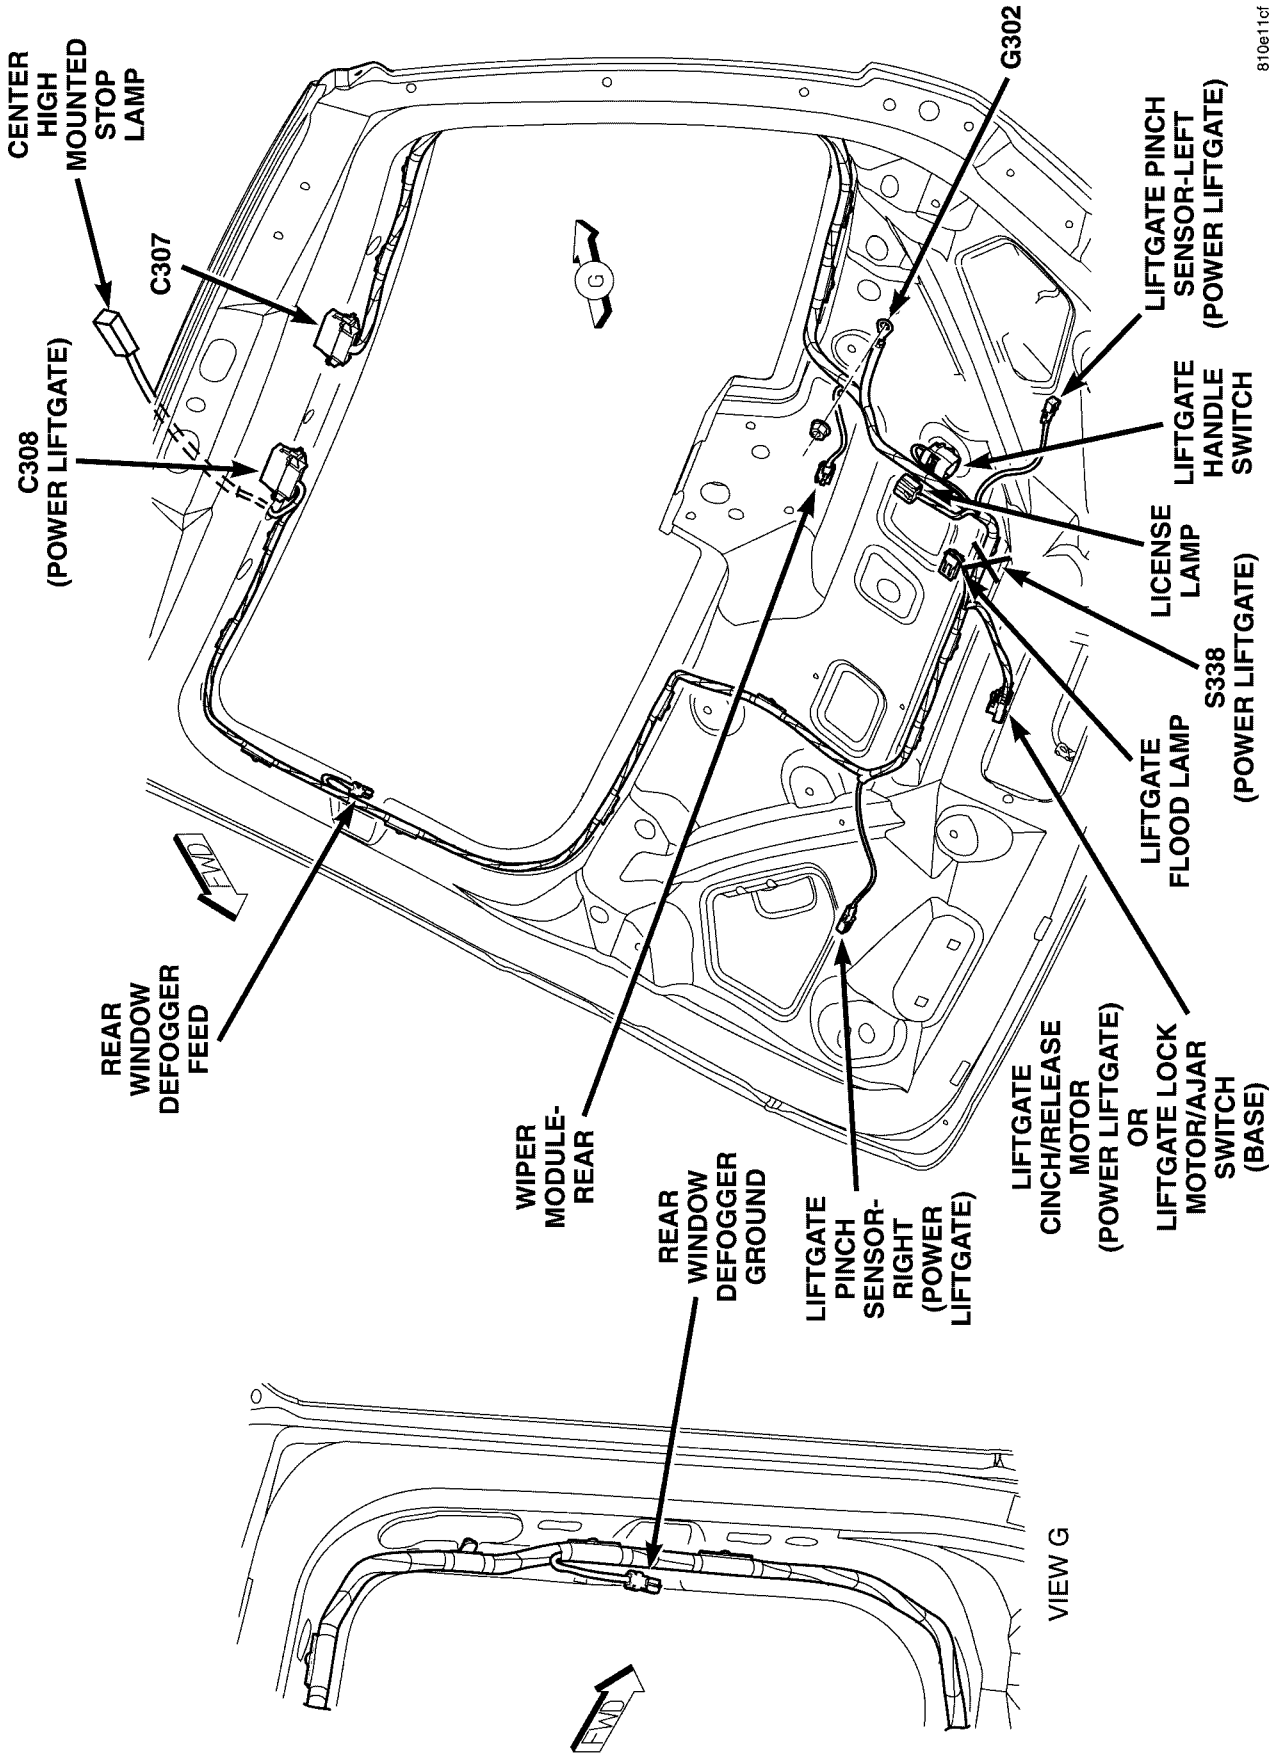 CENTER
HIGH
MOUNTED
STOP
LAMP
C307
C308
(POWER LIFTGATE)
G302
LIFTGATE PINCH
SENSOR-LEFT
(POWER LIFTGATE)
LIFTGATE
HANDLE
SWITCH
LICENSE
LAMP
S338
(POWER LIFTGATE)
LIFTGATE
FLOOD LAMP
LIFTGATE
CINCH/RELEASE
MOTOR
(POWER LIFTGATE)
OR
LIFTGATE LOCK
MOTOR/AJAR
SWITCH
(BASE)
LIFTGATE
PINCH
SENSOR-
RIGHT
(POWER
LIFTGATE)
WIPER
MODULE-
REAR
REAR
WINDOW
DEFOGGER
FEED
REAR
WINDOW
DEFOGGER
GROUND
FWD
G
FWD
VIEW G
810e11cf